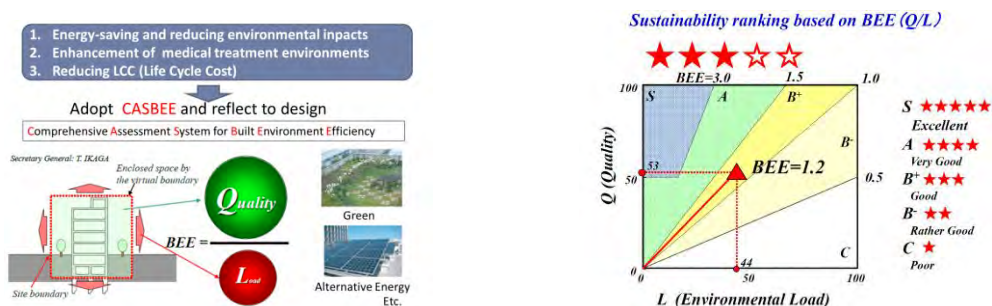 1. Energy-saving and reducing environmental inpacts
2. Enhancement of medical treatment environments
3. Reducing LCC (Life Cycle Cost)
Adopt CASBEE and reflect to design
Comprehensive Assessment System for Built Environment Efficiency
Secretary General: T. IKAGA
Enclosed space by
the virtual boundary
Quality
BEE =
Load
Site boundary
Green
Alternative Energy
Etc.
Sustainability ranking based on BEE (Q/L)
BEE=3.0 1.5 1.0
100
S A B+ B- C
53
50
0
BEE=1.2
0.5
44
0 50 100
Q (Quality)
L (Environmental Load)
S ★★★★★
Excellent
A ★★★★
Very Good
B+ ★★★
Good
B- ★★
Rather Good
C ★
Poor